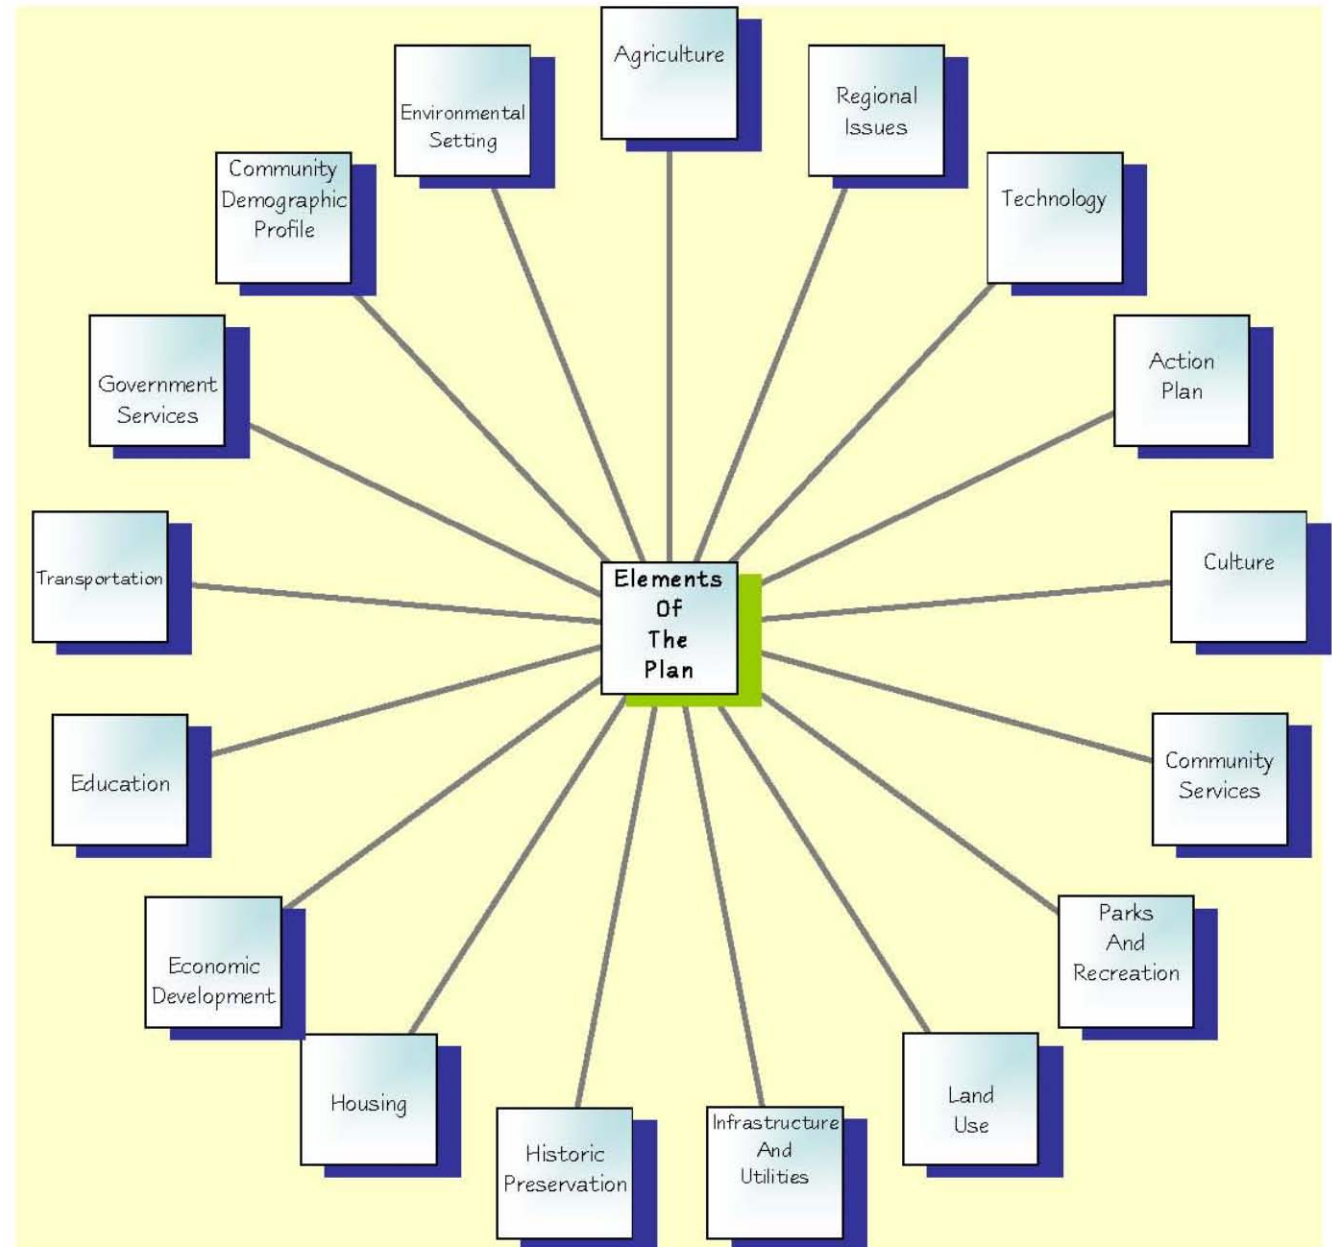 Agriculture
Regional
Issues
Technology
Action
Plan
Culture
Community
Services
Parks
And
Recreation
Land
Use
Infrastructure
And
Utilities
Historic
Preservation
Housing
Economic
Development
Education
Transportation
Government
Services
Community
Demographic
Profile
Environmental
Setting
Elements
Of
The
Plan